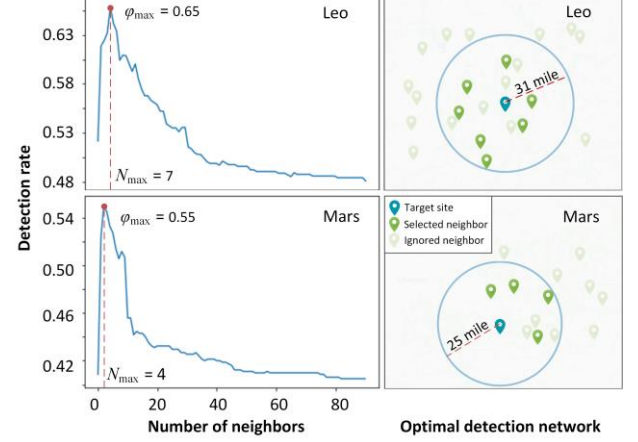 Detection rate
0.63
0.58
0.53
0.48
φmax = 0.65
Leo
Nmax = 7
Leo
31 mile
0.54
0.50
0.46
0.42
φmax = 0.55
Mars
Nmax = 4
Target site
Selected neighbor
Ignored neighbor
Mars
25 mile
0 20 40 60 80
Number of neighbors
Optimal detection network